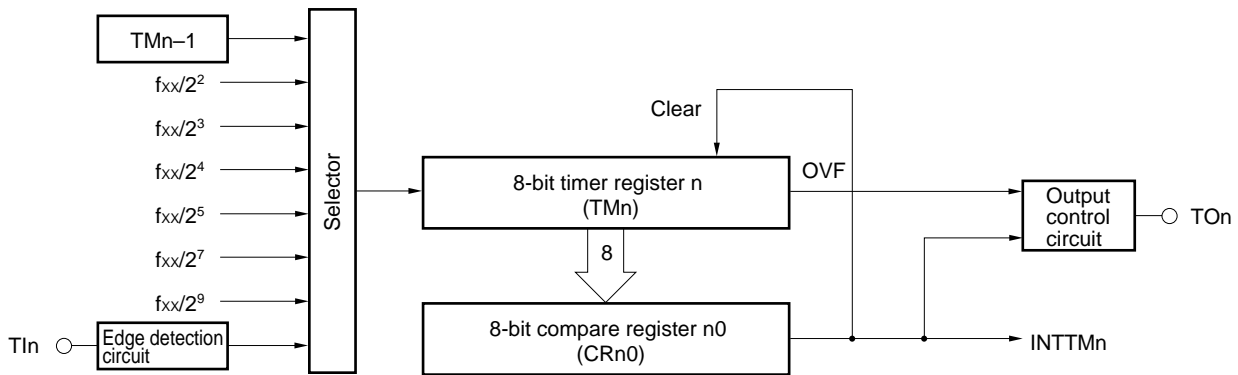 TMn–1
fxx/2²
fxx/2³
fxx/2⁴
fxx/2⁵
fxx/2⁷
fxx/2⁹
TIn
Edge detection
circuit
Selector
Clear
8-bit timer register n
(TMn)
OVF
8
8-bit compare register n0
(CRn0)
Output
control
circuit
TOn
INTTMn